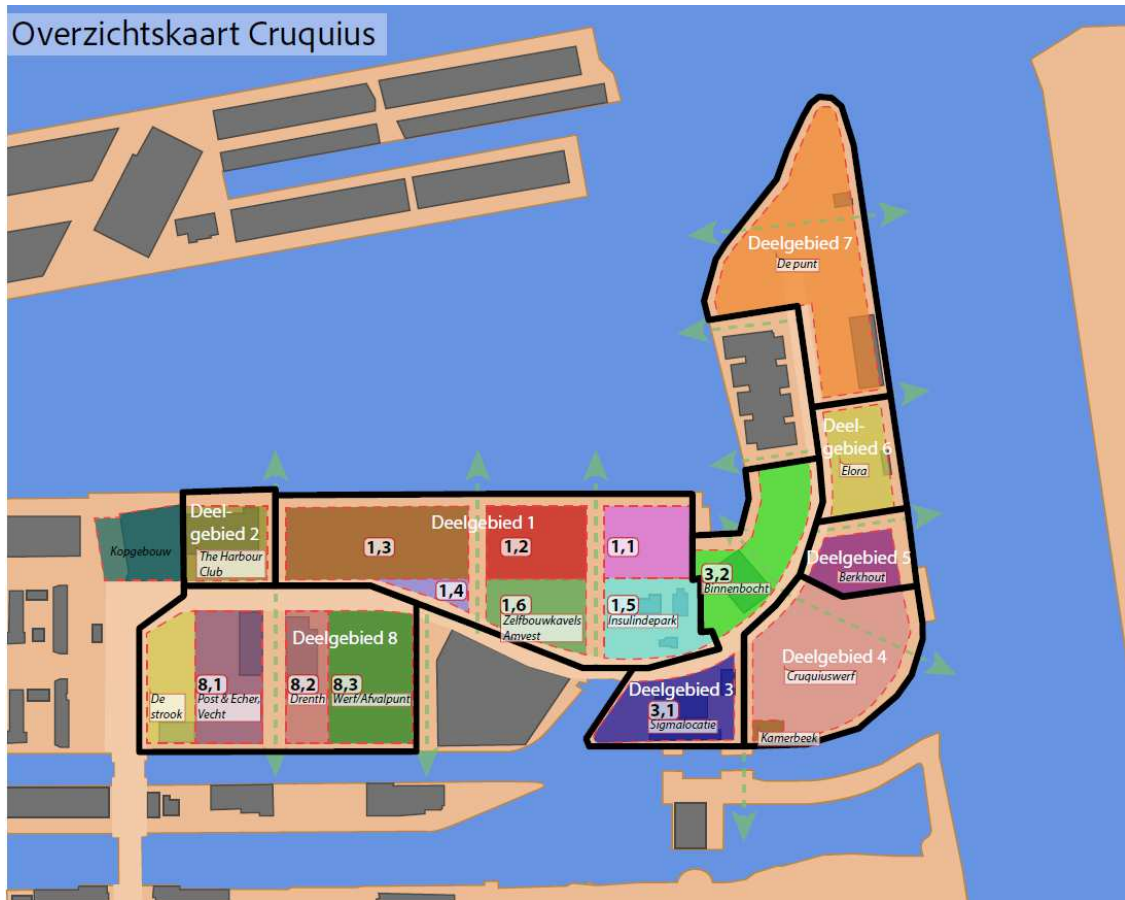 Overzichtskaart Cruquius
Deelgebied 7
De punt
Deel-
gebied 6
Elora
Deel-
gebied 2
The Harbour
Club
Kopgebouw
Deelgebied 1
1,3
1,2
1,1
1,4
1,6
Zelfbouwkavels
Amvest
1,5
Insulindepark
3,2
Binnenbocht
Deelgebied 5
Berkhout
Deelgebied 8
De
strook
8,1
Post & Echer,
Vecht
8,2
Drenth
8,3
Werf/Afvalpunt
Deelgebied 3
3,1
Sigmalocatie
Deelgebied 4
Cruquiuswerf
Kamerbeek